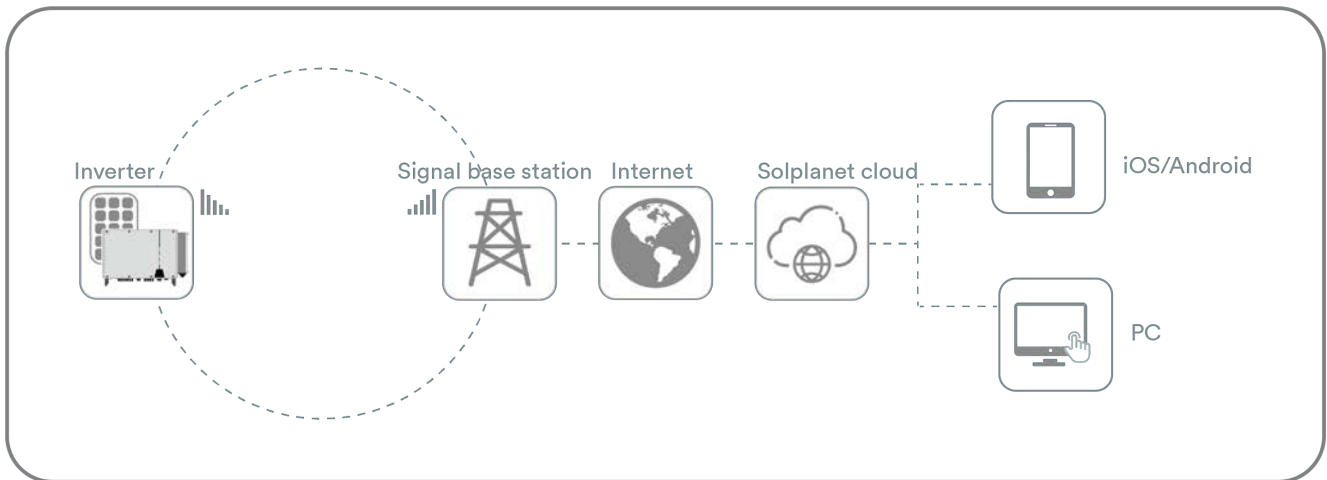 Inverter
Signal base station
Internet
Solplanet cloud
iOS/Android
PC